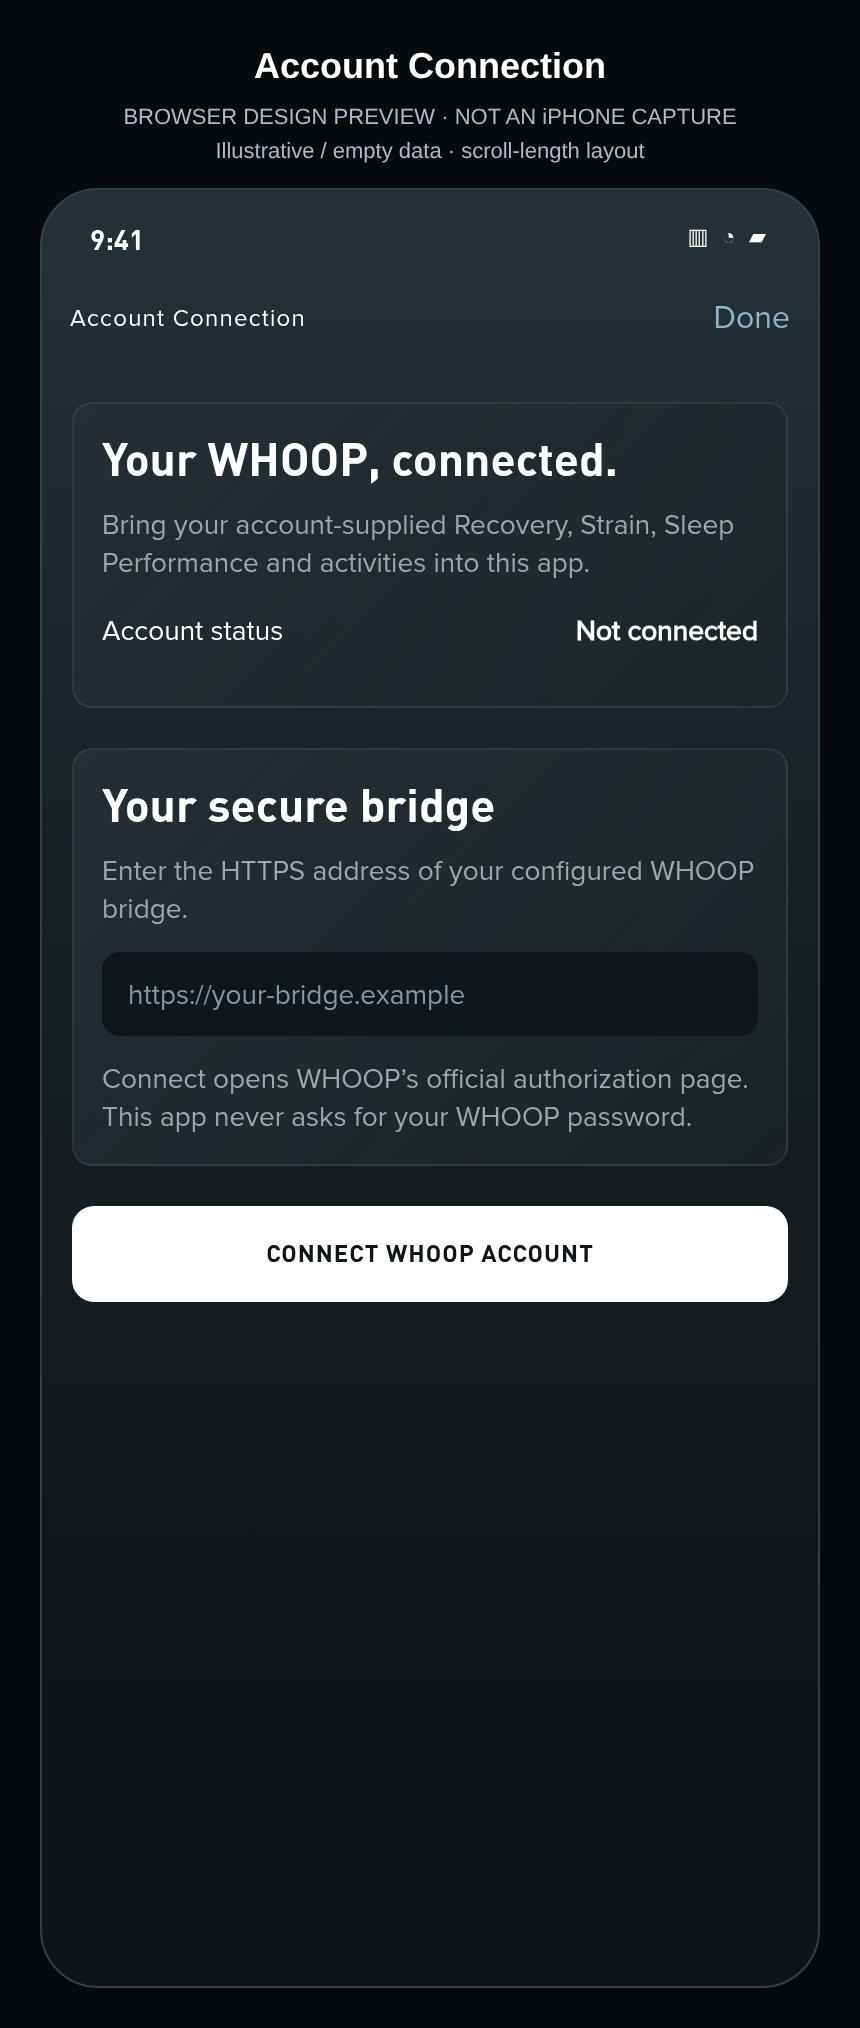 Account Connection
BROWSER DESIGN PREVIEW · NOT AN iPHONE CAPTURE
Illustrative / empty data · scroll-length layout
9:41
Account Connection
Done
Your WHOOP, connected.
Bring your account-supplied Recovery, Strain, Sleep
Performance and activities into this app.
Account status
Not connected
Your secure bridge
Enter the HTTPS address of your configured WHOOP
bridge.
https://your-bridge.example
Connect opens WHOOP’s official authorization page.
This app never asks for your WHOOP password.
CONNECT WHOOP ACCOUNT